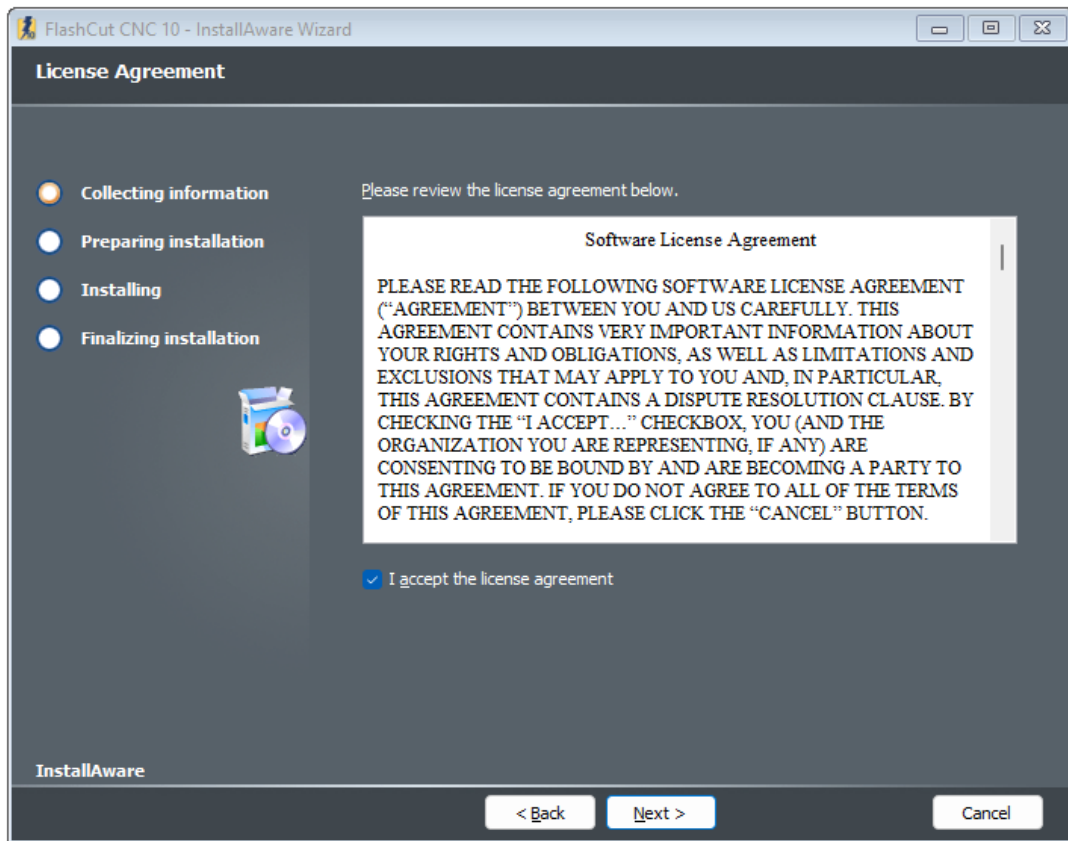 FlashCut CNC 10 - InstallAware Wizard
License Agreement
Collecting information
Preparing installation
Installing
Finalizing installation
Please review the license agreement below.
Software License Agreement
PLEASE READ THE FOLLOWING SOFTWARE LICENSE AGREEMENT
(“AGREEMENT”) BETWEEN YOU AND US CAREFULLY. THIS
AGREEMENT CONTAINS VERY IMPORTANT INFORMATION ABOUT
YOUR RIGHTS AND OBLIGATIONS, AS WELL AS LIMITATIONS AND
EXCLUSIONS THAT MAY APPLY TO YOU AND, IN PARTICULAR,
THIS AGREEMENT CONTAINS A DISPUTE RESOLUTION CLAUSE. BY
CHECKING THE “I ACCEPT…” CHECKBOX, YOU (AND THE
ORGANIZATION YOU ARE REPRESENTING, IF ANY) ARE
CONSENTING TO BE BOUND BY AND ARE BECOMING A PARTY TO
THIS AGREEMENT. IF YOU DO NOT AGREE TO ALL OF THE TERMS
OF THIS AGREEMENT, PLEASE CLICK THE “CANCEL” BUTTON.
I accept the license agreement
InstallAware
< Back
Next >
Cancel